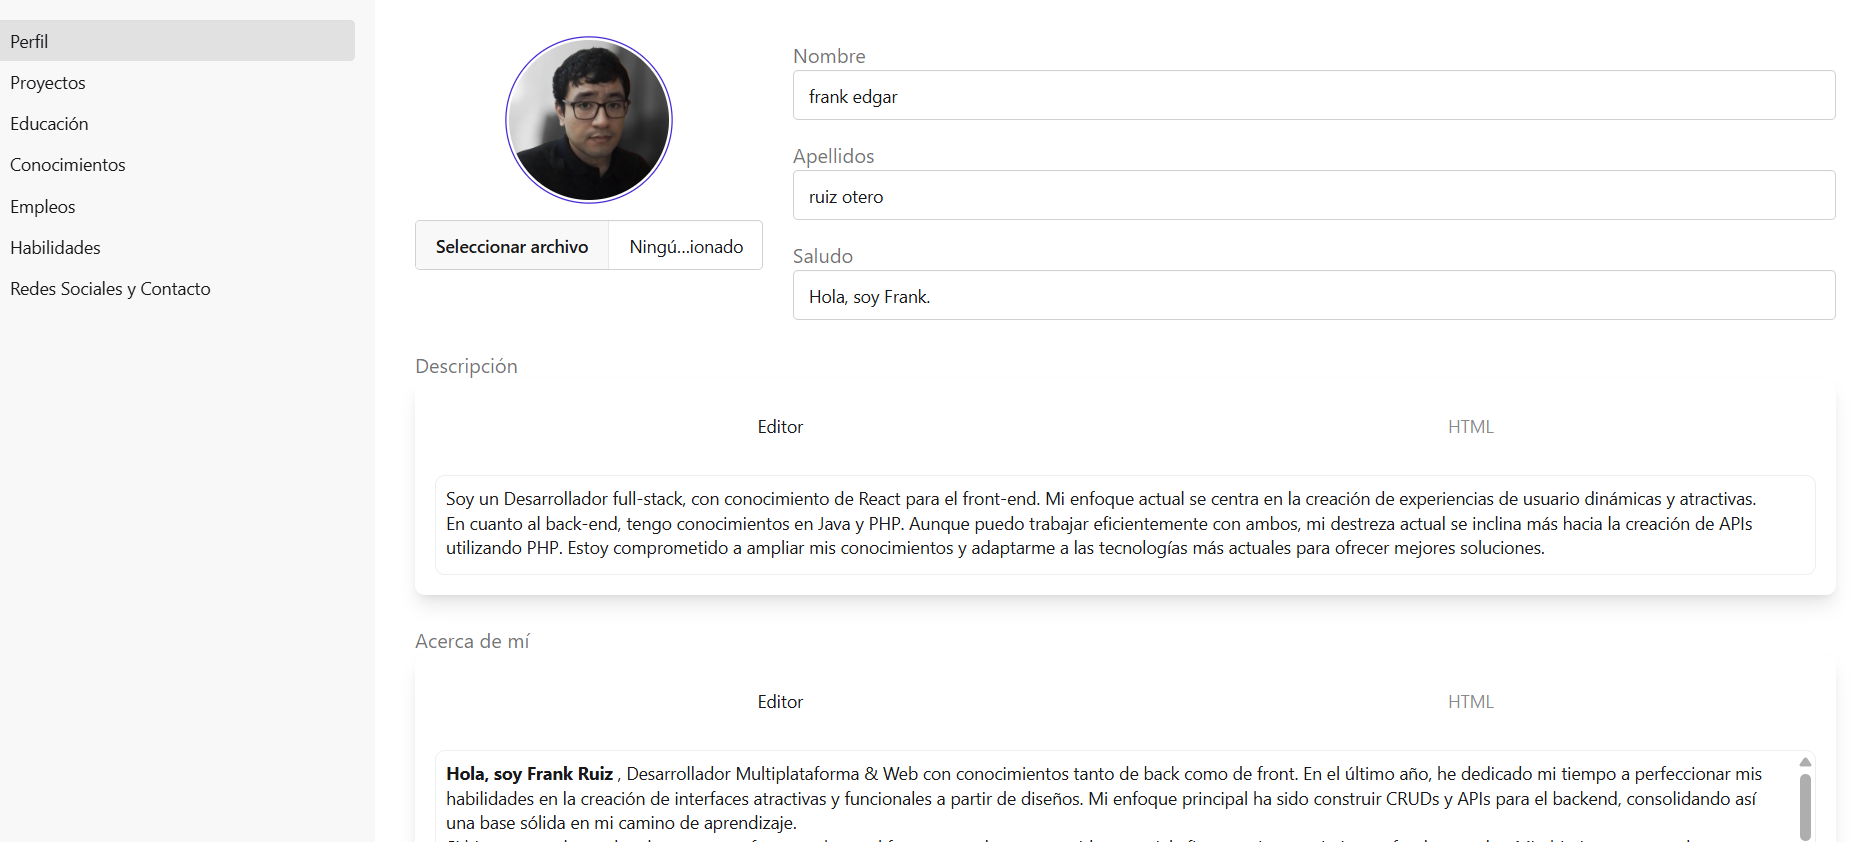 Perfil
Proyectos
Educación
Conocimientos
Empleos
Habilidades
Redes Sociales y Contacto
Seleccionar archivo
Ningú...ionado
Nombre
frank edgar
Apellidos
ruiz otero
Saludo
Hola, soy Frank.
Descripción
Editor
HTML
Soy un Desarrollador full-stack, con conocimiento de React para el front-end. Mi enfoque actual se centra en la creación de experiencias de usuario dinámicas y atractivas.
En cuanto al back-end, tengo conocimientos en Java y PHP. Aunque puedo trabajar eficientemente con ambos, mi destreza actual se inclina más hacia la creación de APIs
utilizando PHP. Estoy comprometido a ampliar mis conocimientos y adaptarme a las tecnologías más actuales para ofrecer mejores soluciones.
Acerca de mí
Editor
HTML
Hola, soy Frank Ruiz , Desarrollador Multiplataforma & Web con conocimientos tanto de back como de front. En el último año, he dedicado mi tiempo a perfeccionar mis
habilidades en la creación de interfaces atractivas y funcionales a partir de diseños. Mi enfoque principal ha sido construir CRUDs y APIs para el backend, consolidando así
una base sólida en mi camino de aprendizaje.